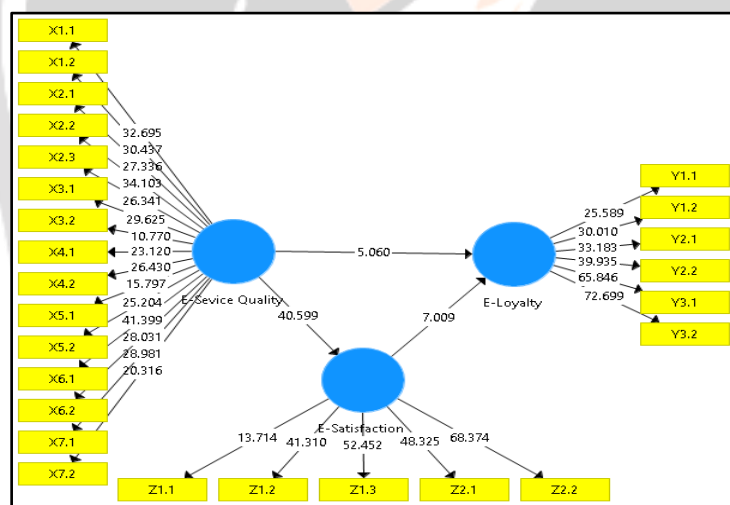 X1.1
X1.2
X2.1
X2.2
X2.3
X3.1
X3.2
X4.1
X4.2
X5.1
X5.2
X6.1
X6.2
X7.1
X7.2
32.695
30.437
27.336
34.103
26.341
29.625
10.770
23.120
26.430
15.797
25.204
41.399
28.031
28.981
20.316
E-Sevice Quality
5.060
40.599
7.009
E-Loyalty
E-Satisfaction
25.589
30.010
33.183
39.935
65.846
72.699
Y1.1
Y1.2
Y2.1
Y2.2
Y3.1
Y3.2
13.714
41.310
52.452
48.325
68.374
Z1.1
Z1.2
Z1.3
Z2.1
Z2.2